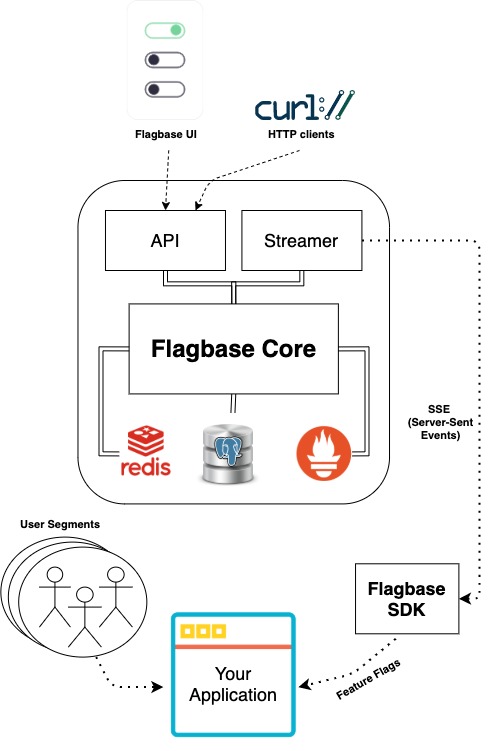 Flagbase UI
curl://
HTTP clients
API
Streamer
Flagbase Core
redis
SSE
(Server-Sent
Events)
User Segments
Flagbase
SDK
Your
Application
Feature Flags